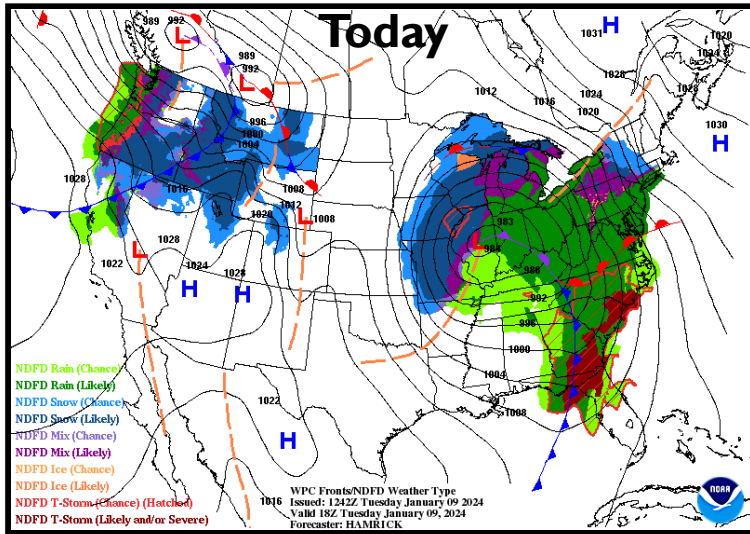 Today
989
992
L
989
992
L
996
1000
1004
1008
1012
1008
L
1016
1020
1028
1028
1022
L
1024
1028
H
H
1022
H
1016
1031
H
1020
1024
1028
1028
1030
H
1012
1016
1024
1020
983
L
984
988
992
996
1000
1004
1008
NDFD Rain (Chance)
NDFD Rain (Likely)
NDFD Snow (Chance)
NDFD Snow (Likely)
NDFD Mix (Chance)
NDFD Mix (Likely)
NDFD Ice (Chance)
NDFD Ice (Likely)
NDFD T-Storm (Chance) (Hatched)
NDFD T-Storm (Likely and/or Severe)
WPC Fronts/NDFD Weather Type
Issued: 1242Z Tuesday January 09 2024
Valid 18Z Tuesday January 09, 2024
Forecaster: HAMRICK
NOAA